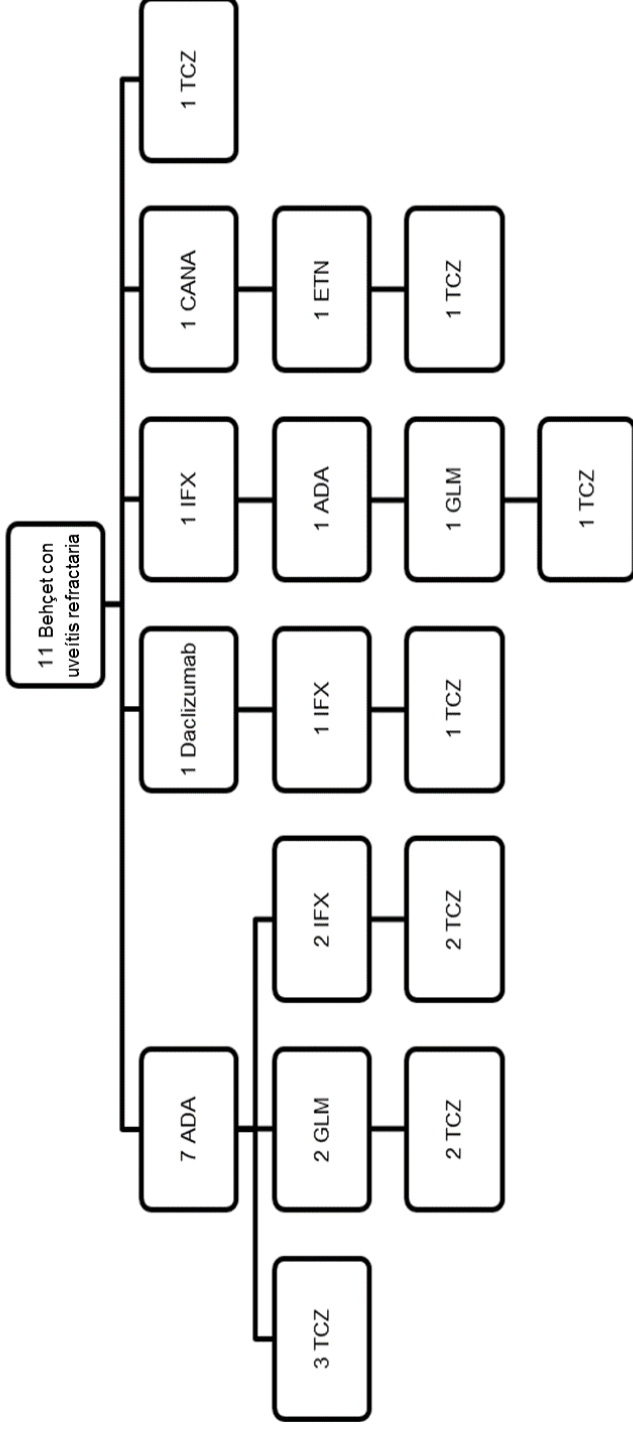 11 Behçet con
uveítis refractaria
7 ADA
1 Daclizumab
1 IFX
1 CANA
1 TCZ
3 TCZ
2 GLM
2 IFX
1 IFX
1 ADA
1 ETN
2 TCZ
2 TCZ
1 TCZ
1 GLM
1 TCZ
1 TCZ